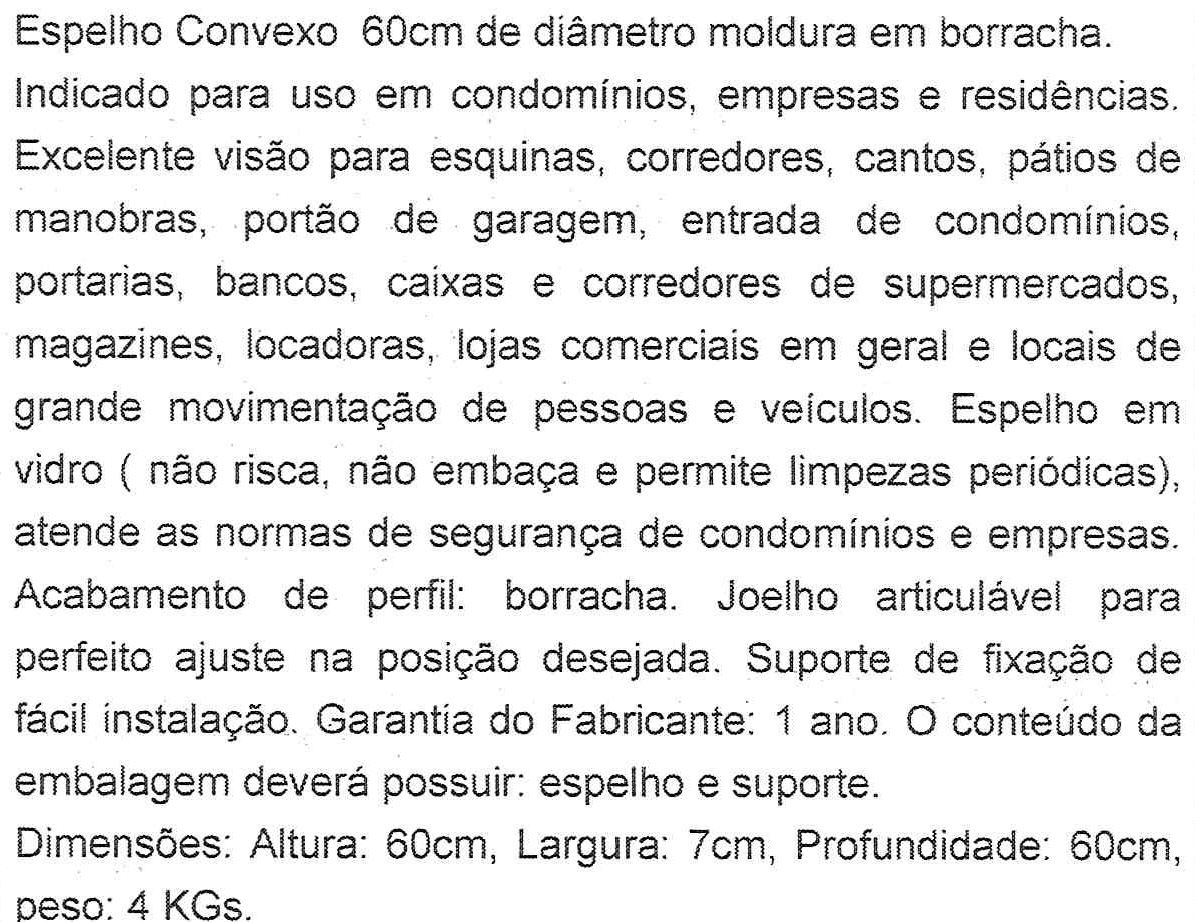 Espelho Convexo  60cm de diâmetro moldura em borracha.
Indicado para uso em condomínios, empresas e residências.
Excelente visão para esquinas, corredores, cantos, pátios de
manobras, portão de garagem, entrada de condomínios,
portarias, bancos, caixas e corredores de supermercados,
magazines, locadoras, lojas comerciais em geral e locais de
grande movimentação de pessoas e veículos. Espelho em
vidro ( não risca, não embaça e permite limpezas periódicas),
atende as normas de segurança de condomínios e empresas.
Acabamento de perfil: borracha. Joelho articulável para
perfeito ajuste na posição desejada. Suporte de fixação de
fácil instalação. Garantia do Fabricante: 1 ano. O conteúdo da
embalagem deverá possuir: espelho e suporte.
Dimensões: Altura: 60cm, Largura: 7cm, Profundidade: 60cm,
peso: 4 KGs.